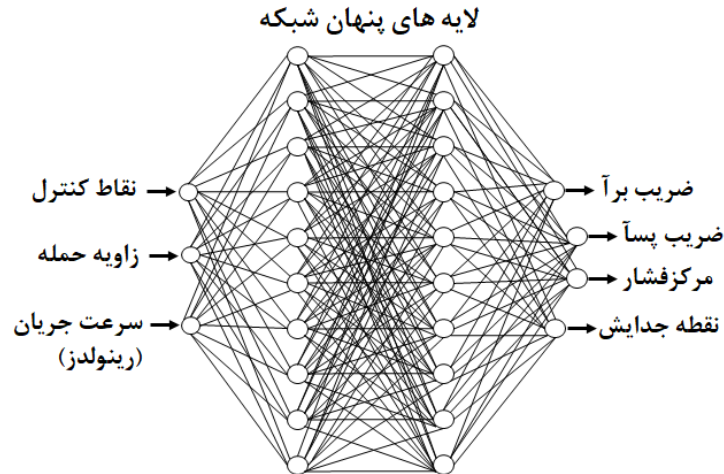 لایه های پنهان شبکه
نقاط کنترل
زاویه حمله
سرعت جریان
(رینولدز)
ضریب برآ
ضریب پسآ
مرکزفشار
نقطه جدایش